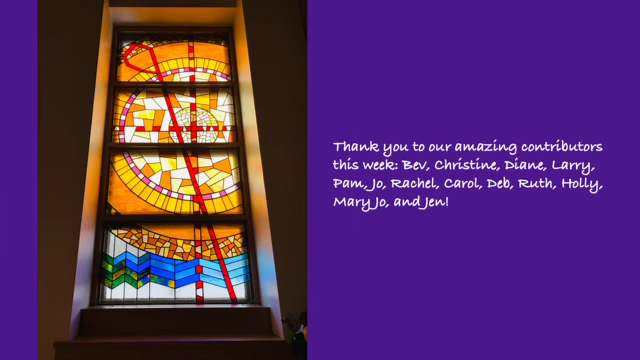 Thank you to our amazing contributors
this week: Bev, Christine, Diane, Larry,
Pam, Jo, Rachel, Carol, Deb, Ruth, Holly,
Mary Jo, and Jen!